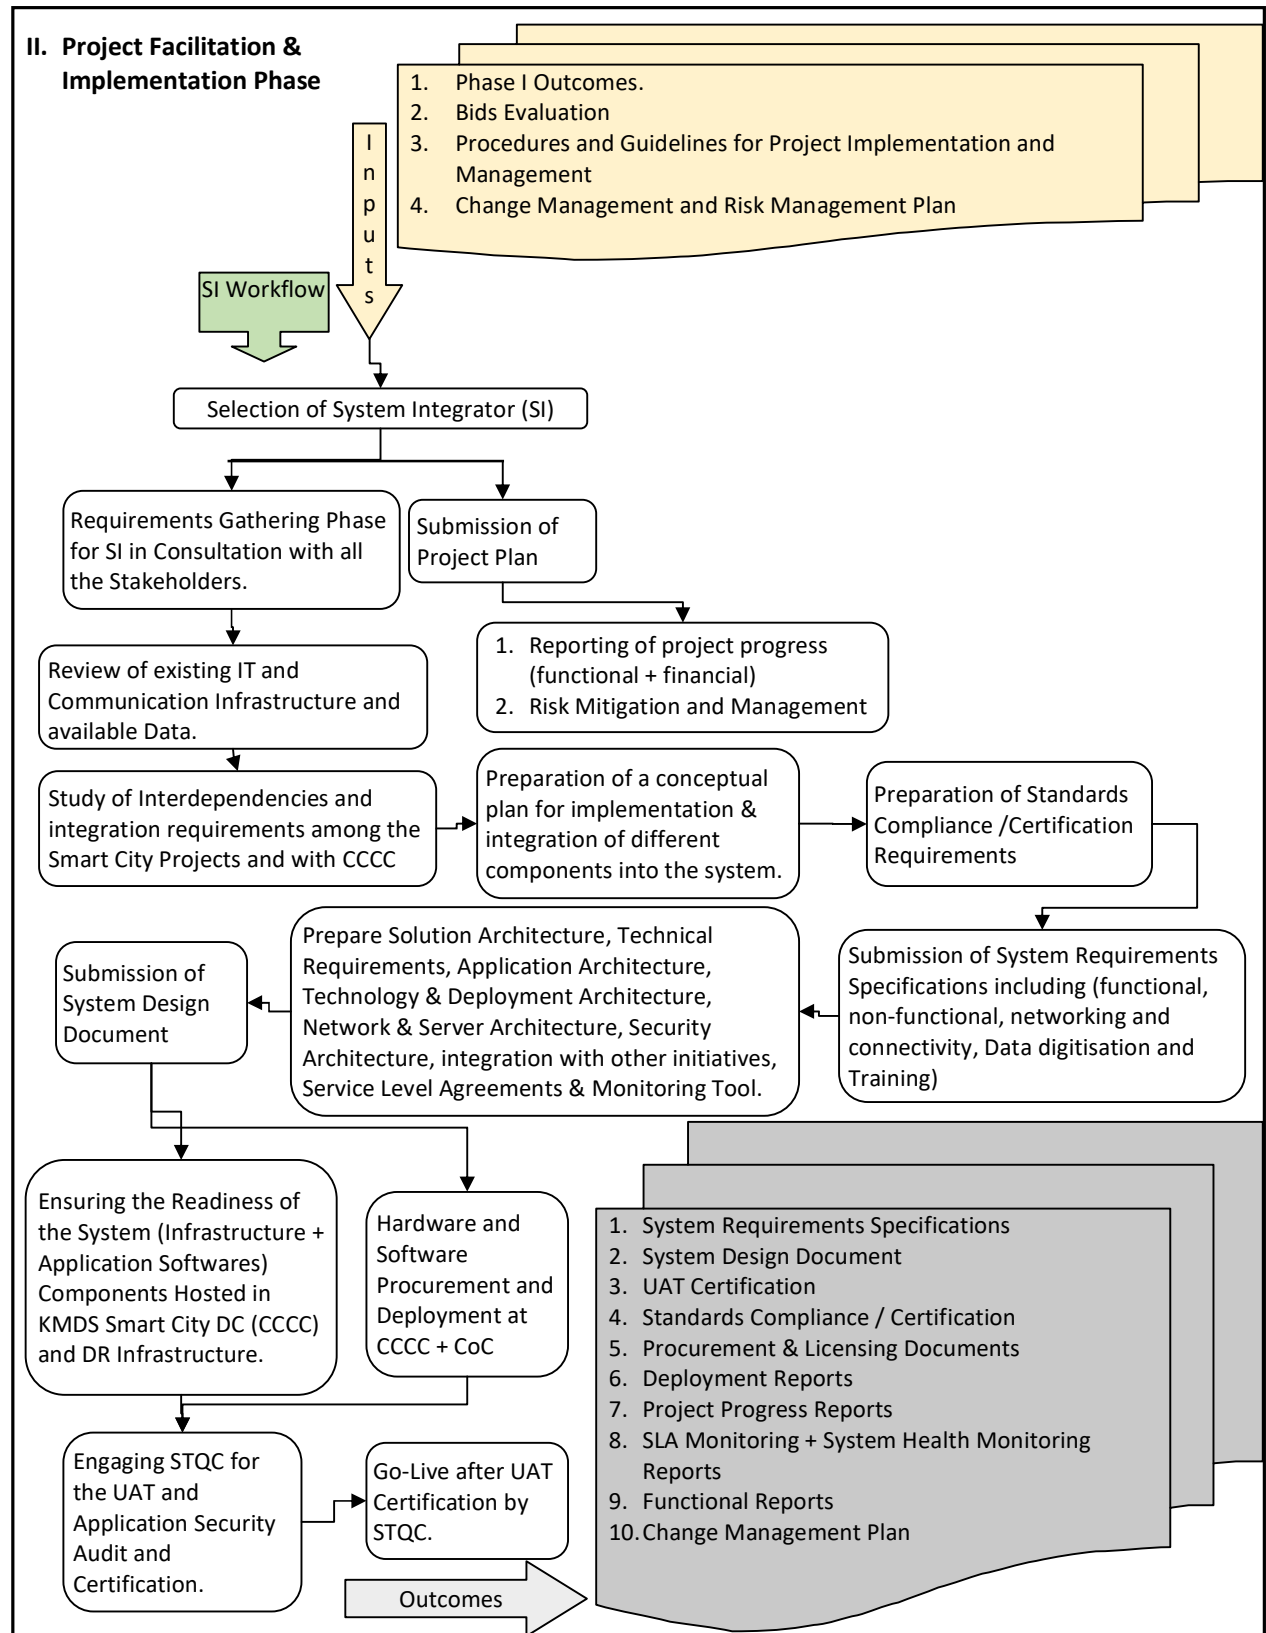 II. Project Facilitation &
Implementation Phase
1. Phase I Outcomes.
2. Bids Evaluation
3. Procedures and Guidelines for Project Implementation and
Management
4. Change Management and Risk Management Plan
Inputs
SI Workflow
Selection of System Integrator (SI)
Requirements Gathering Phase
for SI in Consultation with all
the Stakeholders.
Submission of
Project Plan
1. Reporting of project progress
(functional + financial)
2. Risk Mitigation and Management
Review of existing IT and
Communication Infrastructure and
available Data.
Study of Interdependencies and
integration requirements among the
Smart City Projects and with CCCC
Preparation of a conceptual
plan for implementation &
integration of different
components into the system.
Preparation of Standards
Compliance /Certification
Requirements
Submission of System Requirements
Specifications including (functional,
non-functional, networking and
connectivity, Data digitisation and
Training)
Prepare Solution Architecture, Technical
Requirements, Application Architecture,
Technology & Deployment Architecture,
Network & Server Architecture, Security
Architecture, integration with other initiatives,
Service Level Agreements & Monitoring Tool.
Submission of
System Design
Document
Ensuring the Readiness of
the System (Infrastructure +
Application Softwares)
Components Hosted in
KMDS Smart City DC (CCCC)
and DR Infrastructure.
Hardware and
Software
Procurement and
Deployment at
CCCC + CoC
Engaging STQC for
the UAT and
Application Security
Audit and
Certification.
Go-Live after UAT
Certification by
STQC.
Outcomes
1. System Requirements Specifications
2. System Design Document
3. UAT Certification
4. Standards Compliance / Certification
5. Procurement & Licensing Documents
6. Deployment Reports
7. Project Progress Reports
8. SLA Monitoring + System Health Monitoring
Reports
9. Functional Reports
10. Change Management Plan